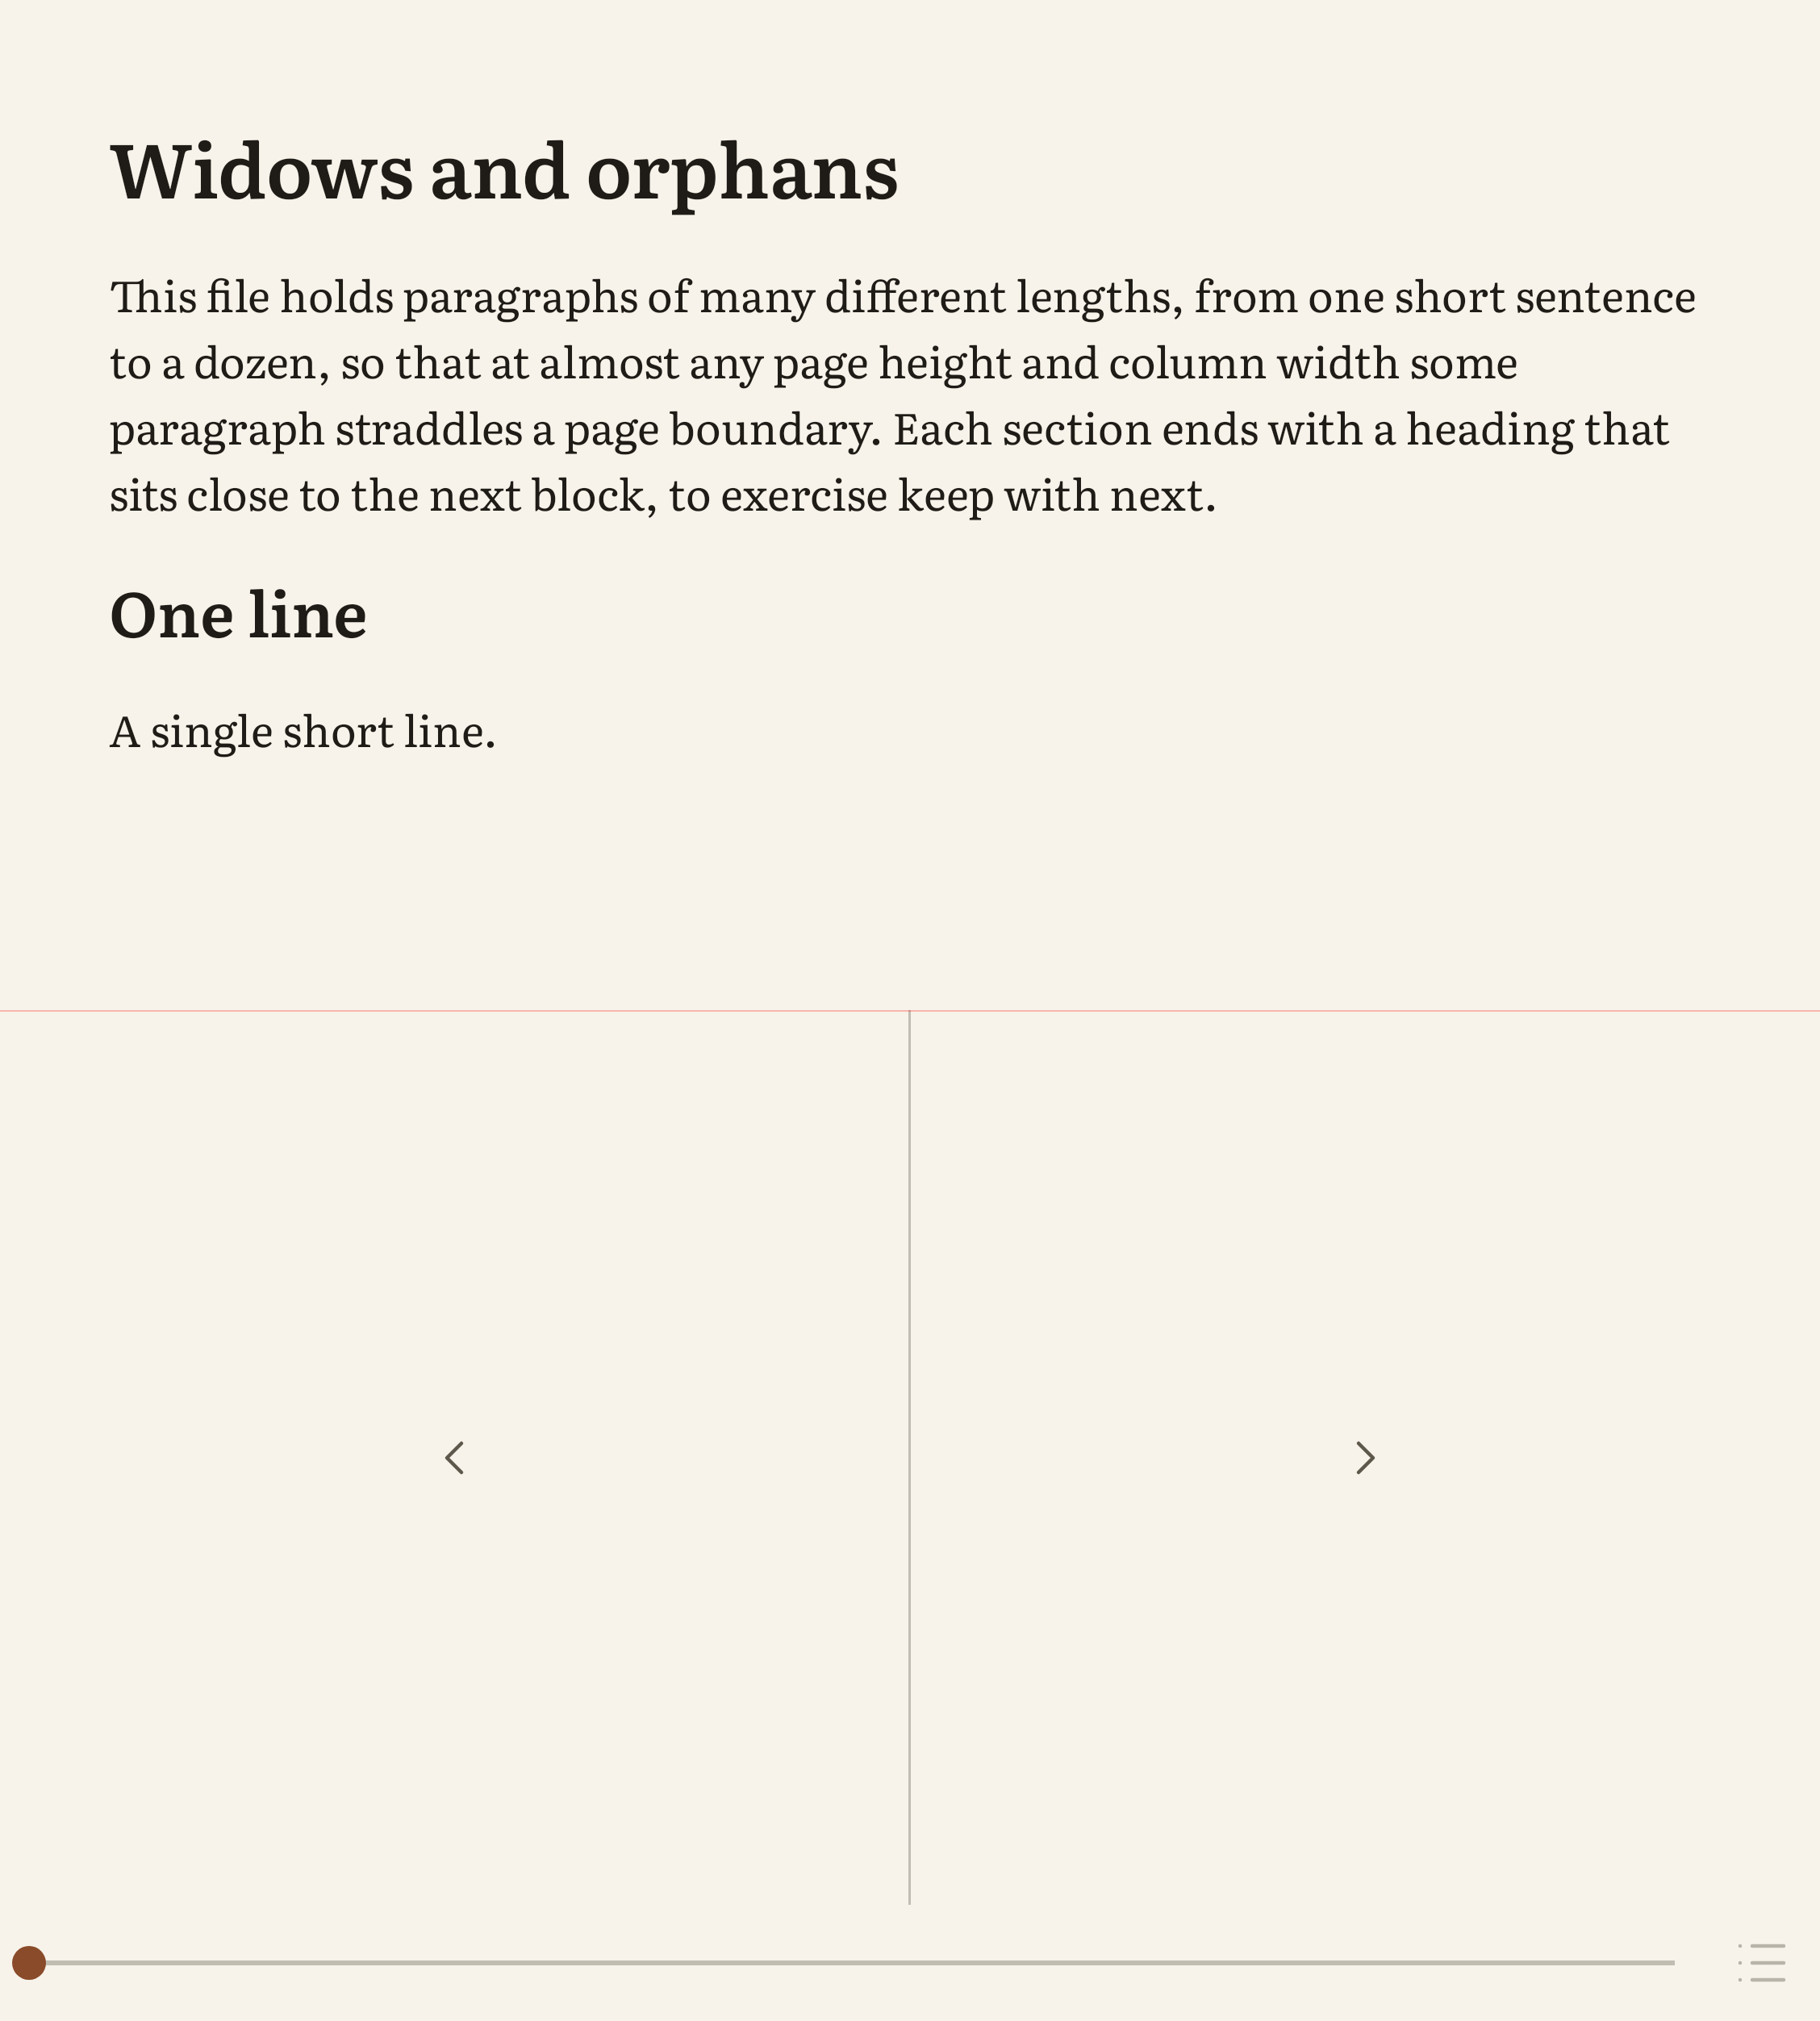 Widows and orphans
This file holds paragraphs of many different lengths, from one short sentence
to a dozen, so that at almost any page height and column width some
paragraph straddles a page boundary. Each section ends with a heading that
sits close to the next block, to exercise keep with next.
One line
A single short line.